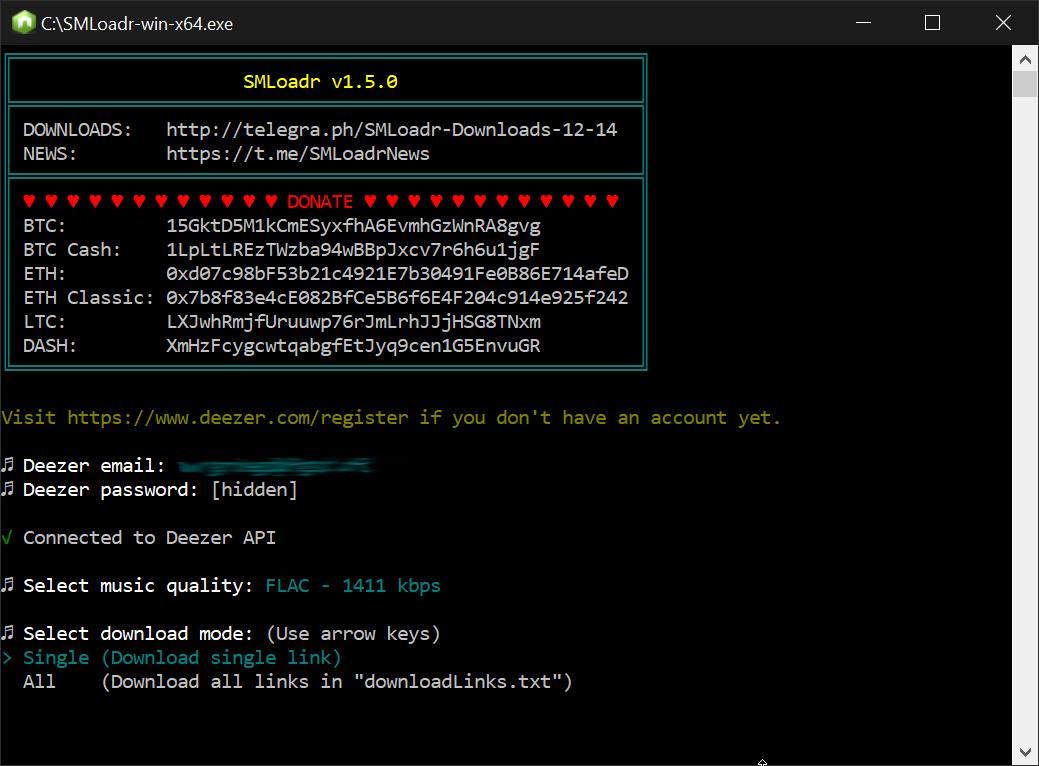 C:\SMLoadr-win-x64.exe
SMLoadr v1.5.0
DOWNLOADS: http://telegra.ph/SMLoadr-Downloads-12-14
NEWS: https://t.me/SMLoadrNews
♥ ♥ ♥ ♥ ♥ ♥ ♥ ♥ ♥ ♥ ♥ ♥ DONATE ♥ ♥ ♥ ♥ ♥ ♥ ♥ ♥ ♥ ♥ ♥ ♥
BTC: 15GktD5M1kCmESyxfhA6EvmhGzWnRA8gvg
BTC Cash: 1LpLtLREzTWzba94wBBpJxcv7r6h6u1jgF
ETH: 0xd07c98bF53b21c4921E7b30491Fe0B86E714afeD
ETH Classic: 0x7b8f83e4cE082BfCe5B6f6E4F204c914e925f242
LTC: LXJwhRmjfUruuwp76rJmLrhJJjHSG8TNxm
DASH: XmHzFcygcwtqabgfEtJyq9cen1G5EnvuGR
Visit https://www.deezer.com/register if you don't have an account yet.
♫ Deezer email:
♫ Deezer password: [hidden]
√ Connected to Deezer API
♫ Select music quality: FLAC - 1411 kbps
♫ Select download mode: (Use arrow keys)
> Single (Download single link)
All (Download all links in "downloadLinks.txt")